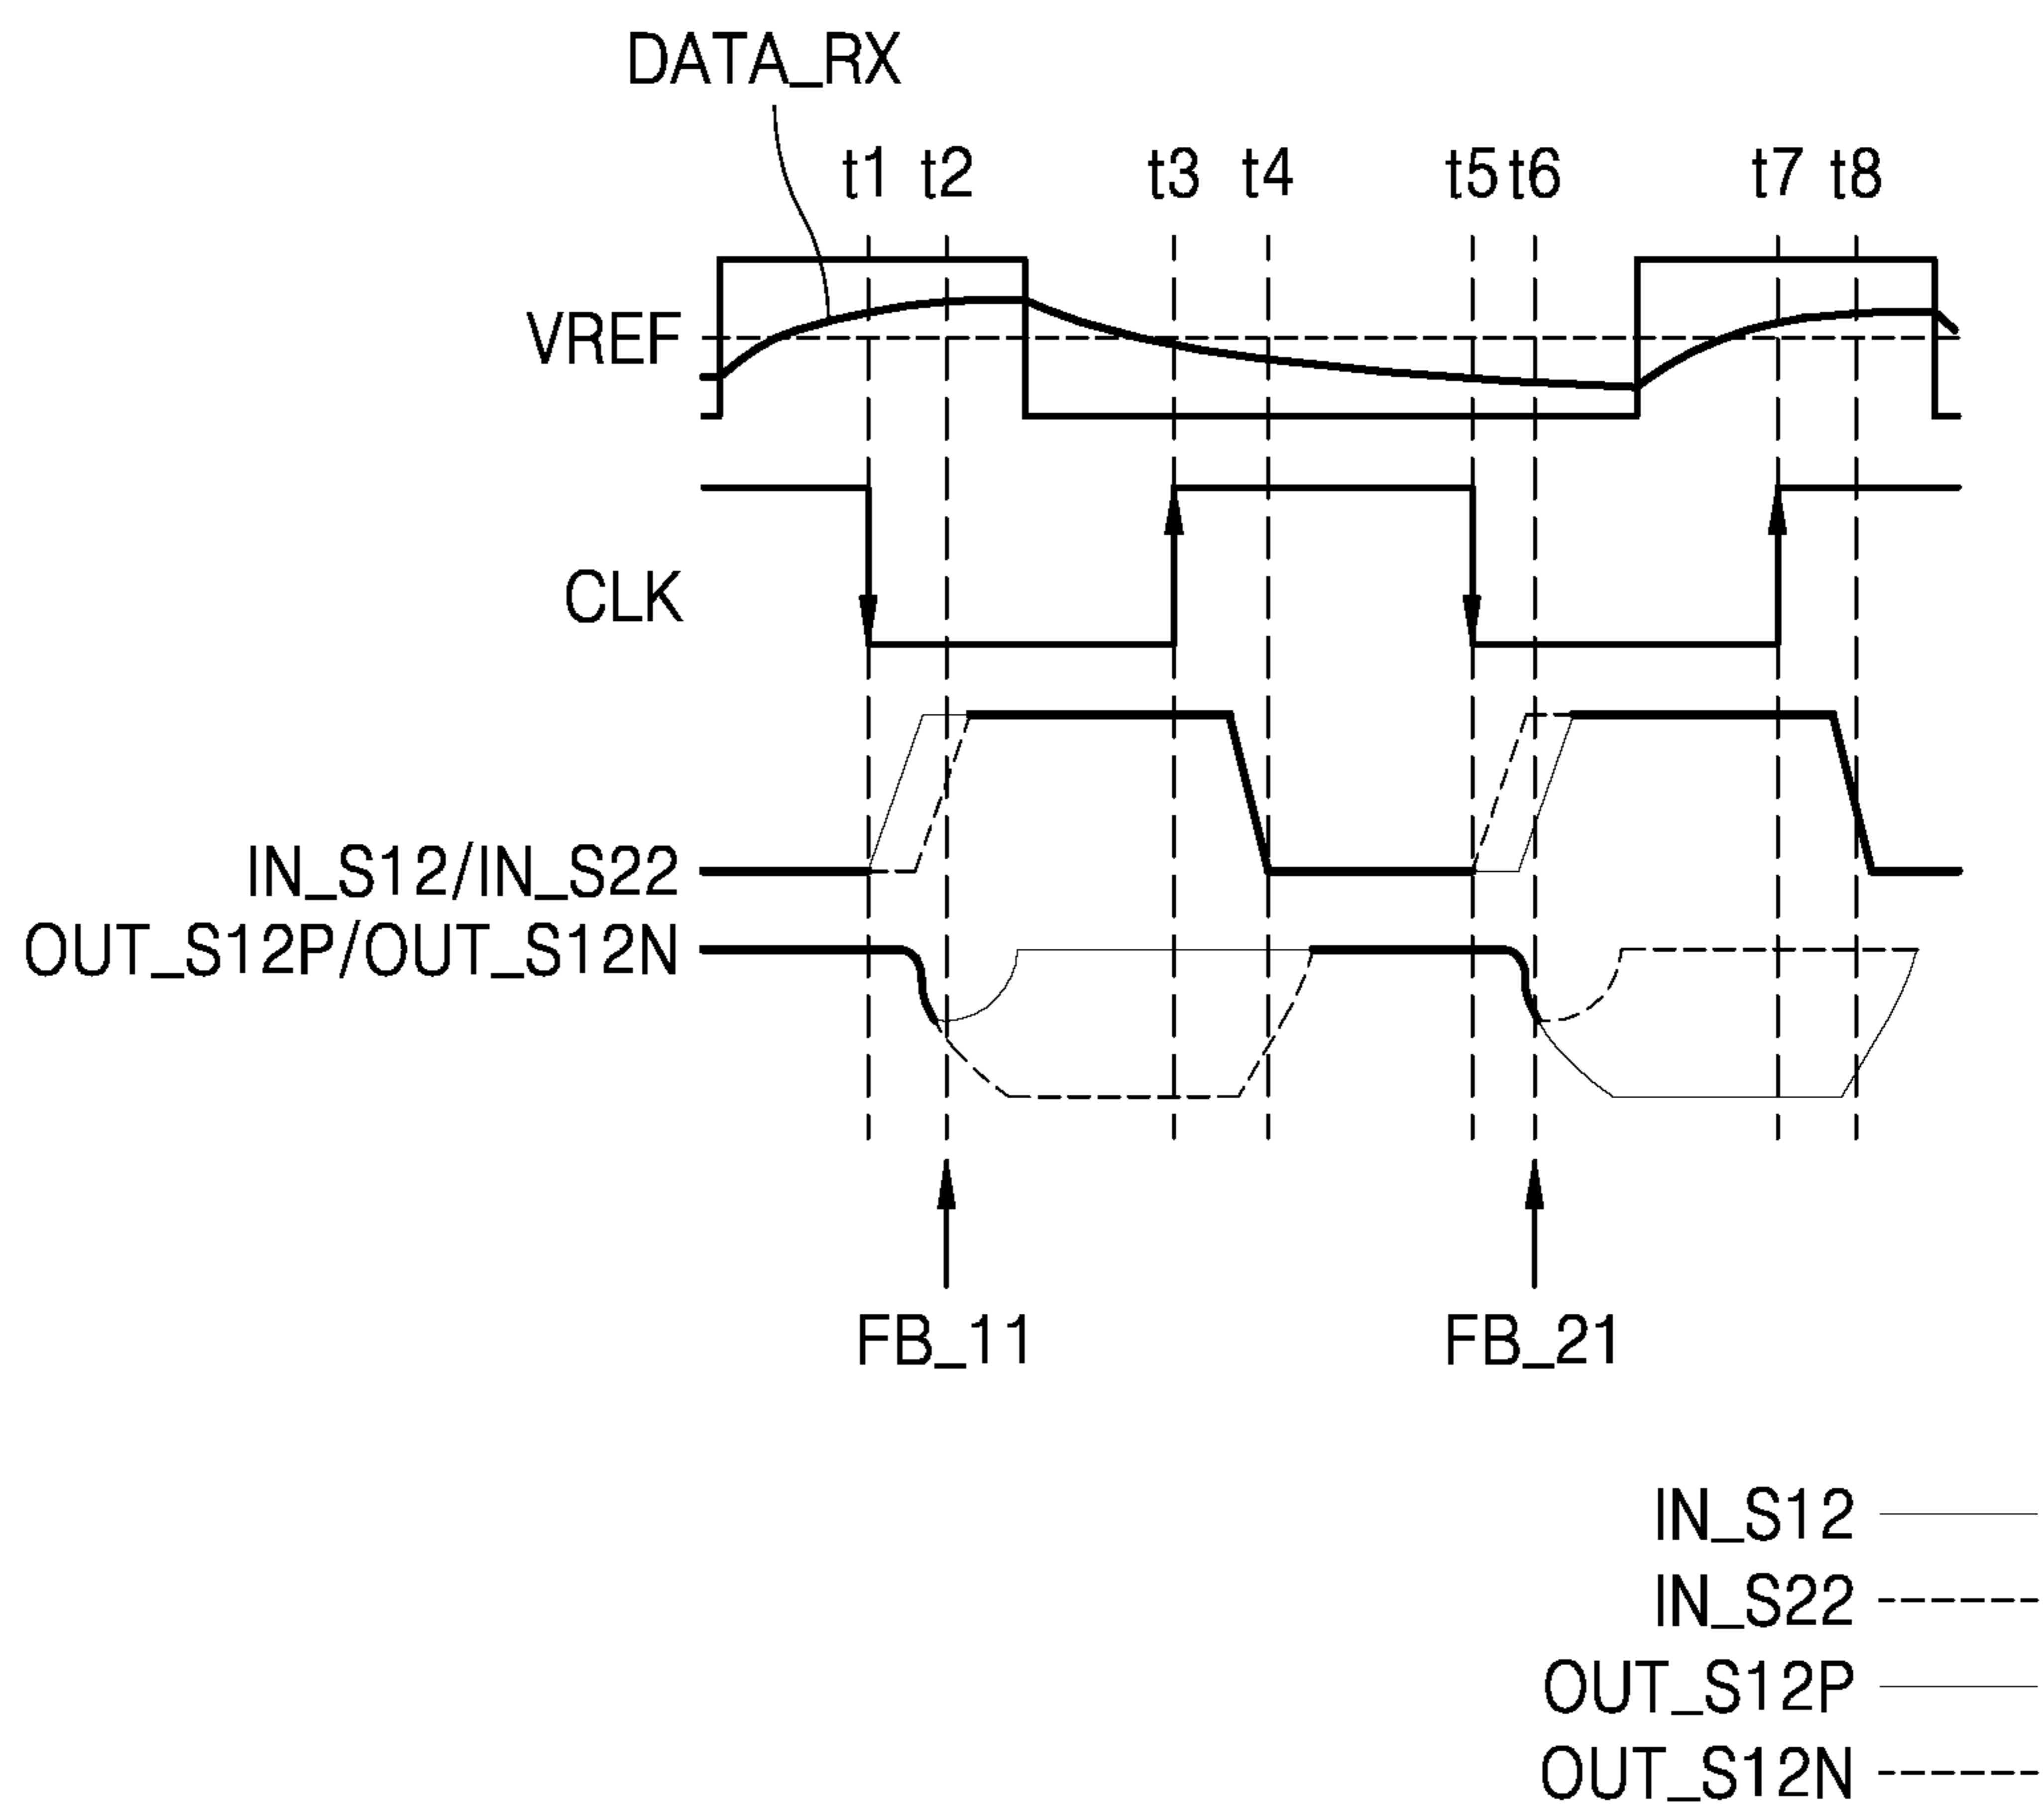 DATA_RX
t1 t2 t3 t4 t5 t6 t7 t8
VREF
CLK
IN_S12/IN_S22
OUT_S12P/OUT_S12N
FB_11 FB_21
IN_S12
IN_S22
OUT_S12P
OUT_S12N